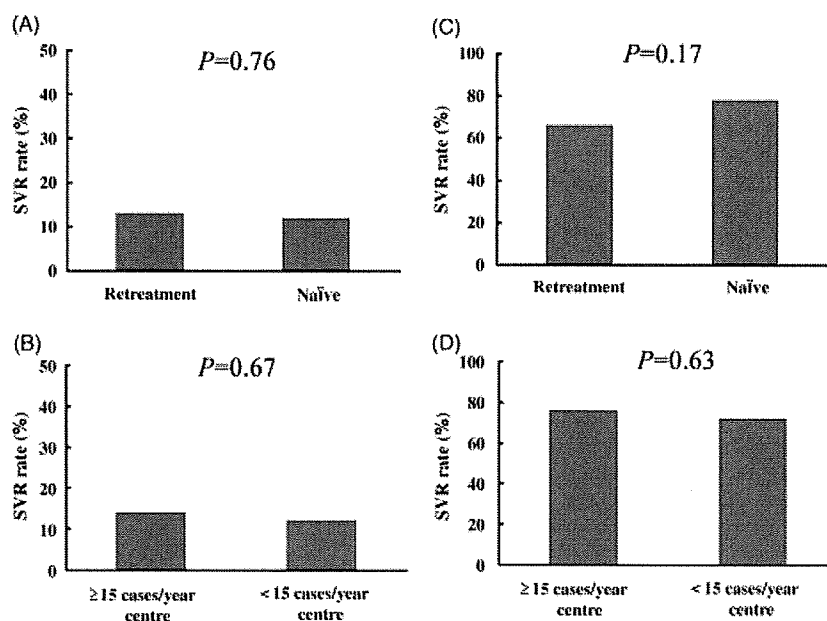 (A)
P=0.76
SVR rate (%)
50
40
30
20
10
0
Retreatment Naïve
(B)
P=0.67
SVR rate (%)
50
40
30
20
10
0
≥15 cases/year
centre
<15 cases/year
centre
(C)
P=0.17
SVR rate (%)
100
80
60
40
20
0
Retreatment Naïve
(D)
P=0.63
SVR rate (%)
100
80
60
40
20
0
≥15 cases/year
centre
<15 cases/year
centre